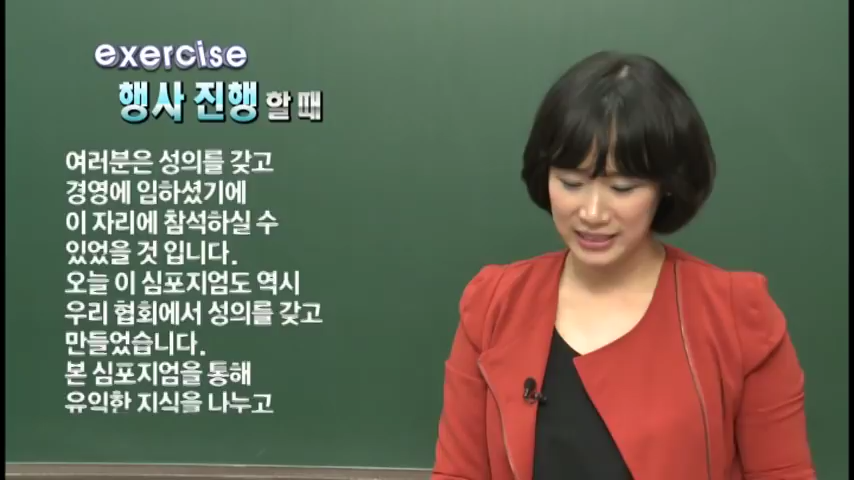 exercise
행사 진행 할 때
여러분은 성의를 갖고
경영에 임하셨기에
이 자리에 참석하실 수
있었을 것 입니다.
오늘 이 심포지엄도 역시
우리 협회에서 성의를 갖고
만들었습니다.
본 심포지엄을 통해
유익한 지식을 나누고